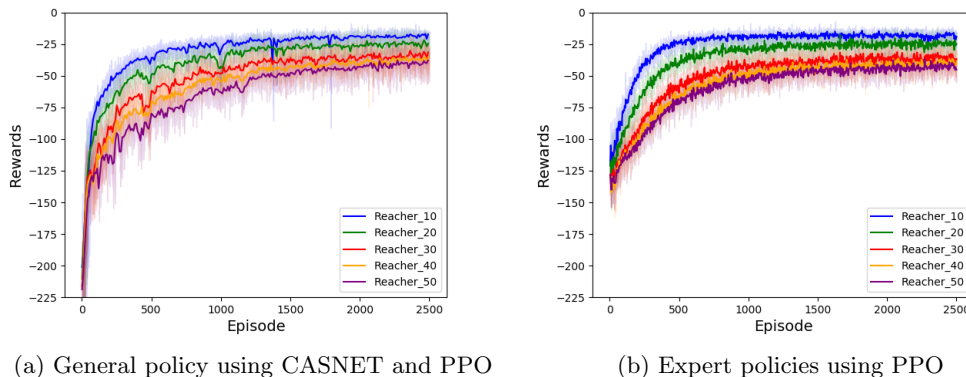 0
−25
−50
−75
−100
−125
−150
−175
−200
−225
Rewards
0 500 1000 1500 2000 2500
Episode
Reacher_10
Reacher_20
Reacher_30
Reacher_40
Reacher_50
(a) General policy using CASNET and PPO
0
−25
−50
−75
−100
−125
−150
−175
−200
−225
Rewards
0 500 1000 1500 2000 2500
Episode
Reacher_10
Reacher_20
Reacher_30
Reacher_40
Reacher_50
(b) Expert policies using PPO